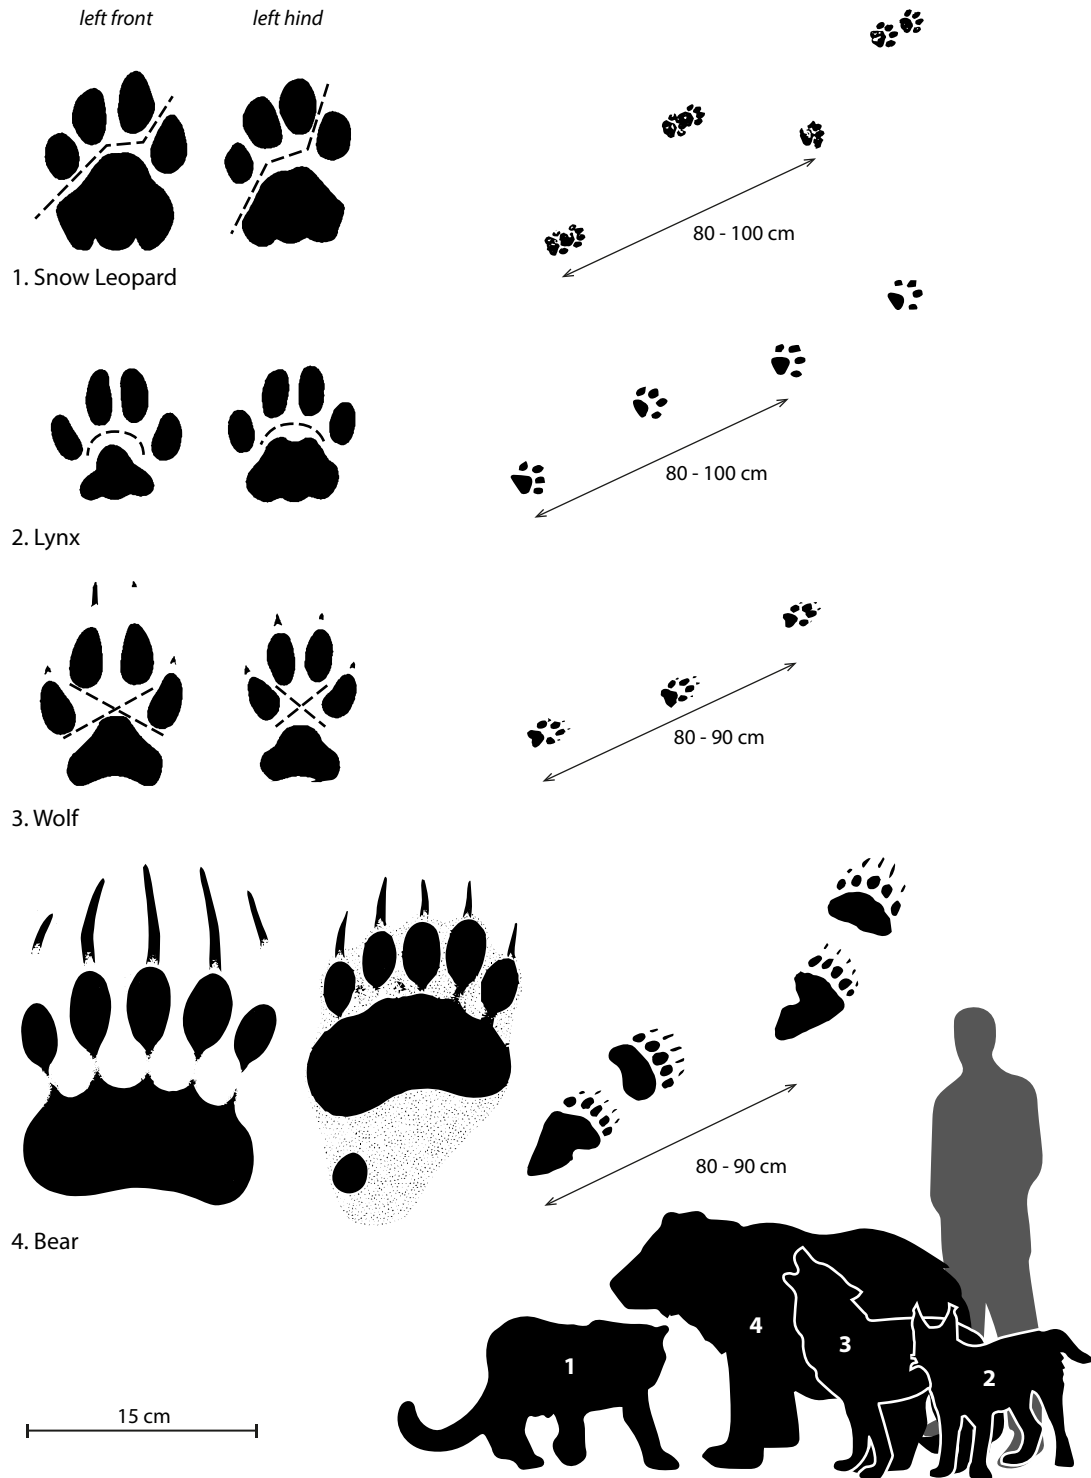 left front
left hind
80 - 100 cm
1. Snow Leopard
80 - 100 cm
2. Lynx
80 - 90 cm
3. Wolf
80 - 90 cm
4. Bear
4
3
1
2
15 cm